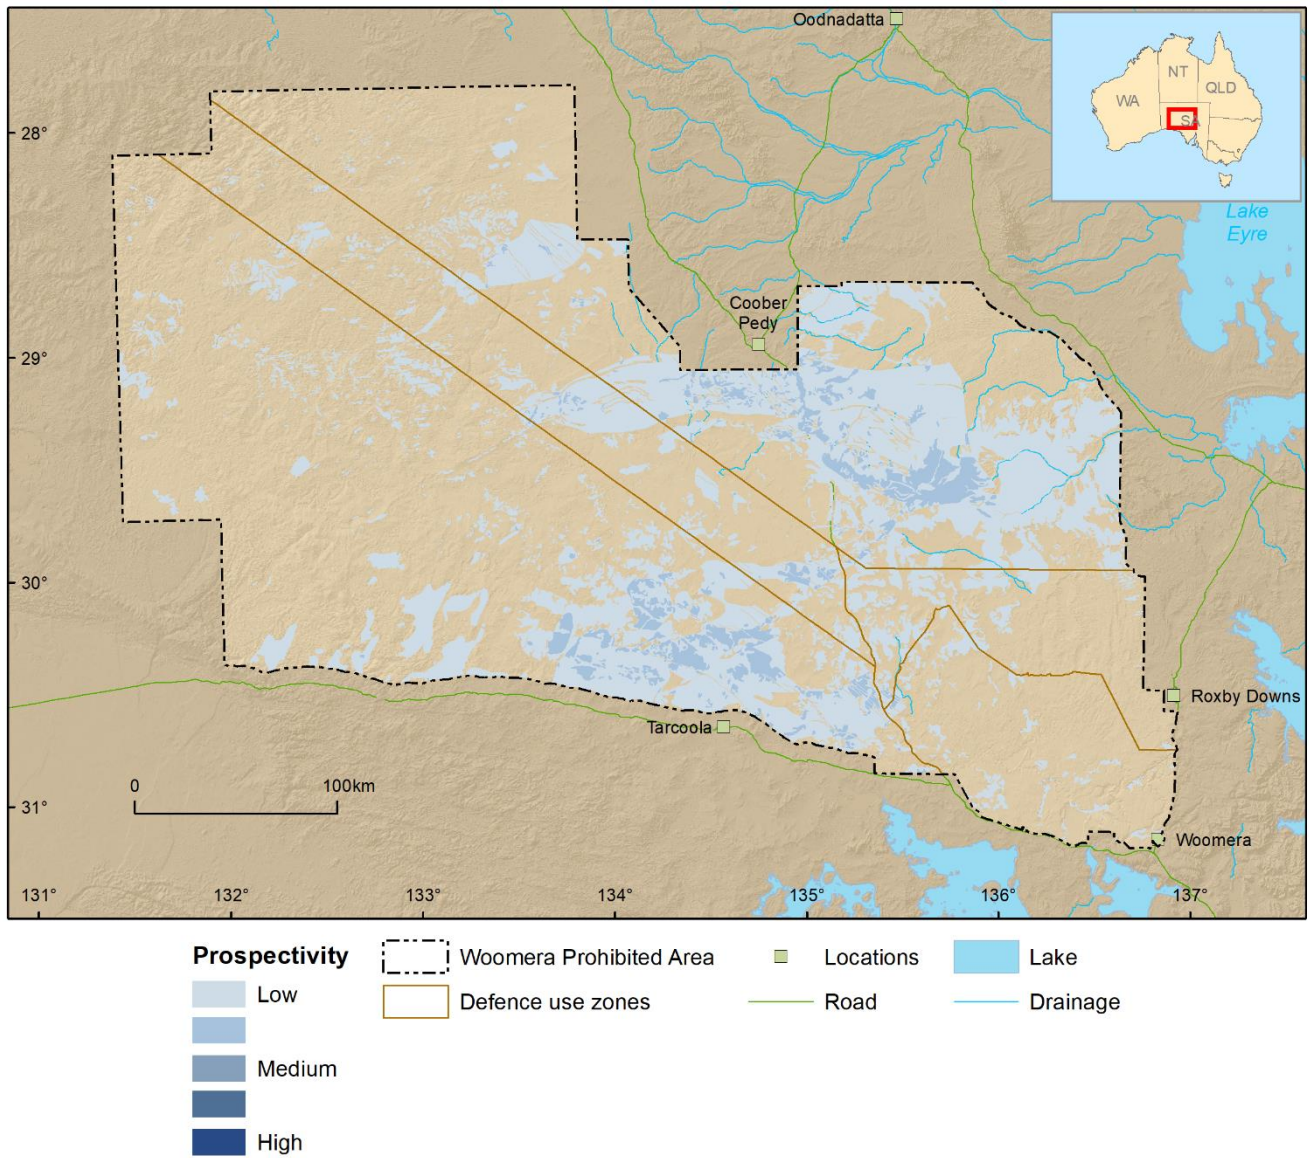 Oodnadatta
NT
WA
QLD
SA
Lake
Eyre
28°
Coober
Pedy
29°
30°
Roxby Downs
Tarcoola
0 100km
31°
Woomera
131° 132° 133° 134° 135° 136° 137°
Prospectivity
Low
Medium
High
Woomera Prohibited Area
Defence use zones
Locations
Road
Lake
Drainage